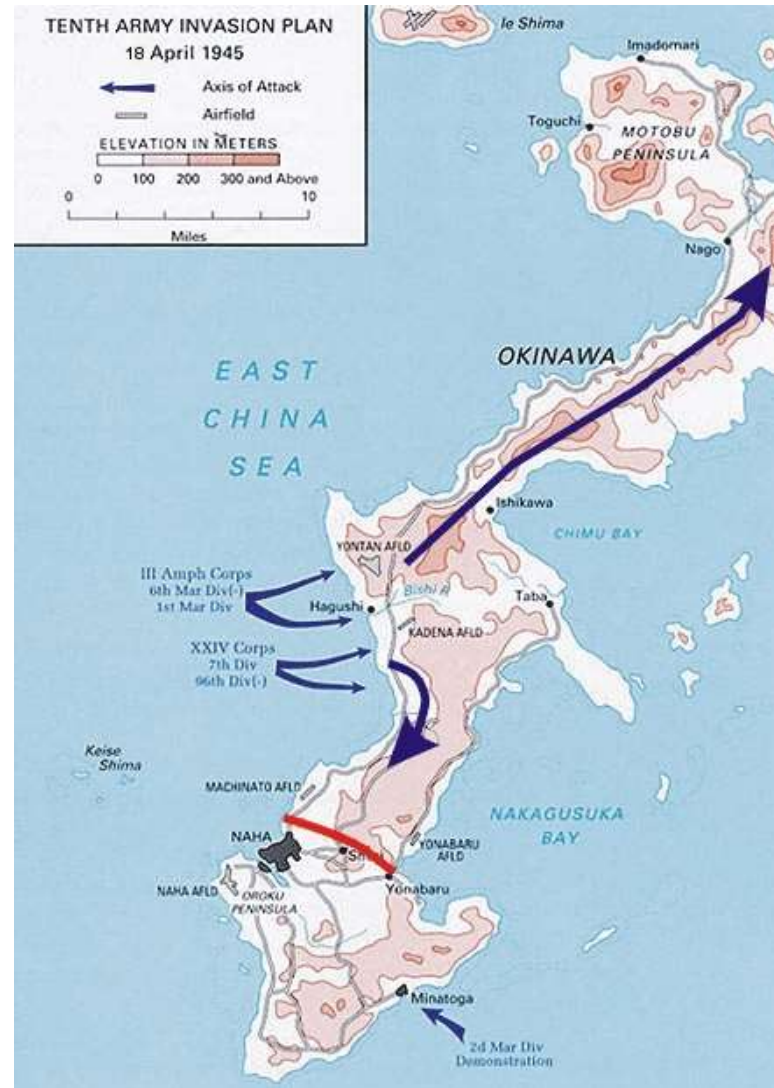 TENTH ARMY INVASION PLAN
18 April 1945
Axis of Attack
Airfield
ELEVATION IN METERS
0 100 200 300 and Above
0 10
Miles
Ie Shima
Imadomari
Toguchi
MOTOBU
PENINSULA
Nago
OKINAWA
EAST
CHINA
SEA
Ishikawa
CHIMU BAY
YONTAN AFLD
III Amph Corps
6th Mar Div(-)
1st Mar Div
Bishi R
Hagushi
Taba
KADENA AFLD
XXIV Corps
7th Div
96th Div(-)
Keise
Shima
MACHINATO AFLD
NAKAGUSUKA
BAY
NAHA
YONABARU
AFLD
Yonabaru
NAHA AFLD
OROKU
PENINSULA
Minatoga
2d Mar Div
Demonstration